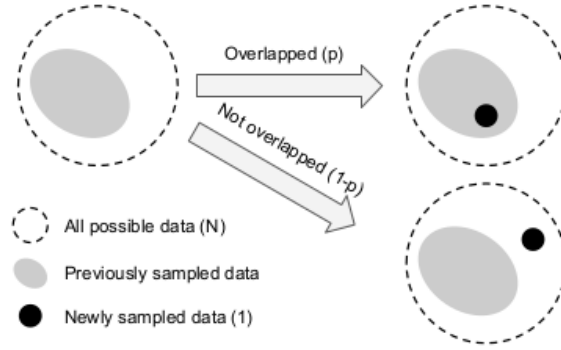 Overlapped (p)
Not overlapped (1-p)
All possible data (N)
Previously sampled data
Newly sampled data (1)